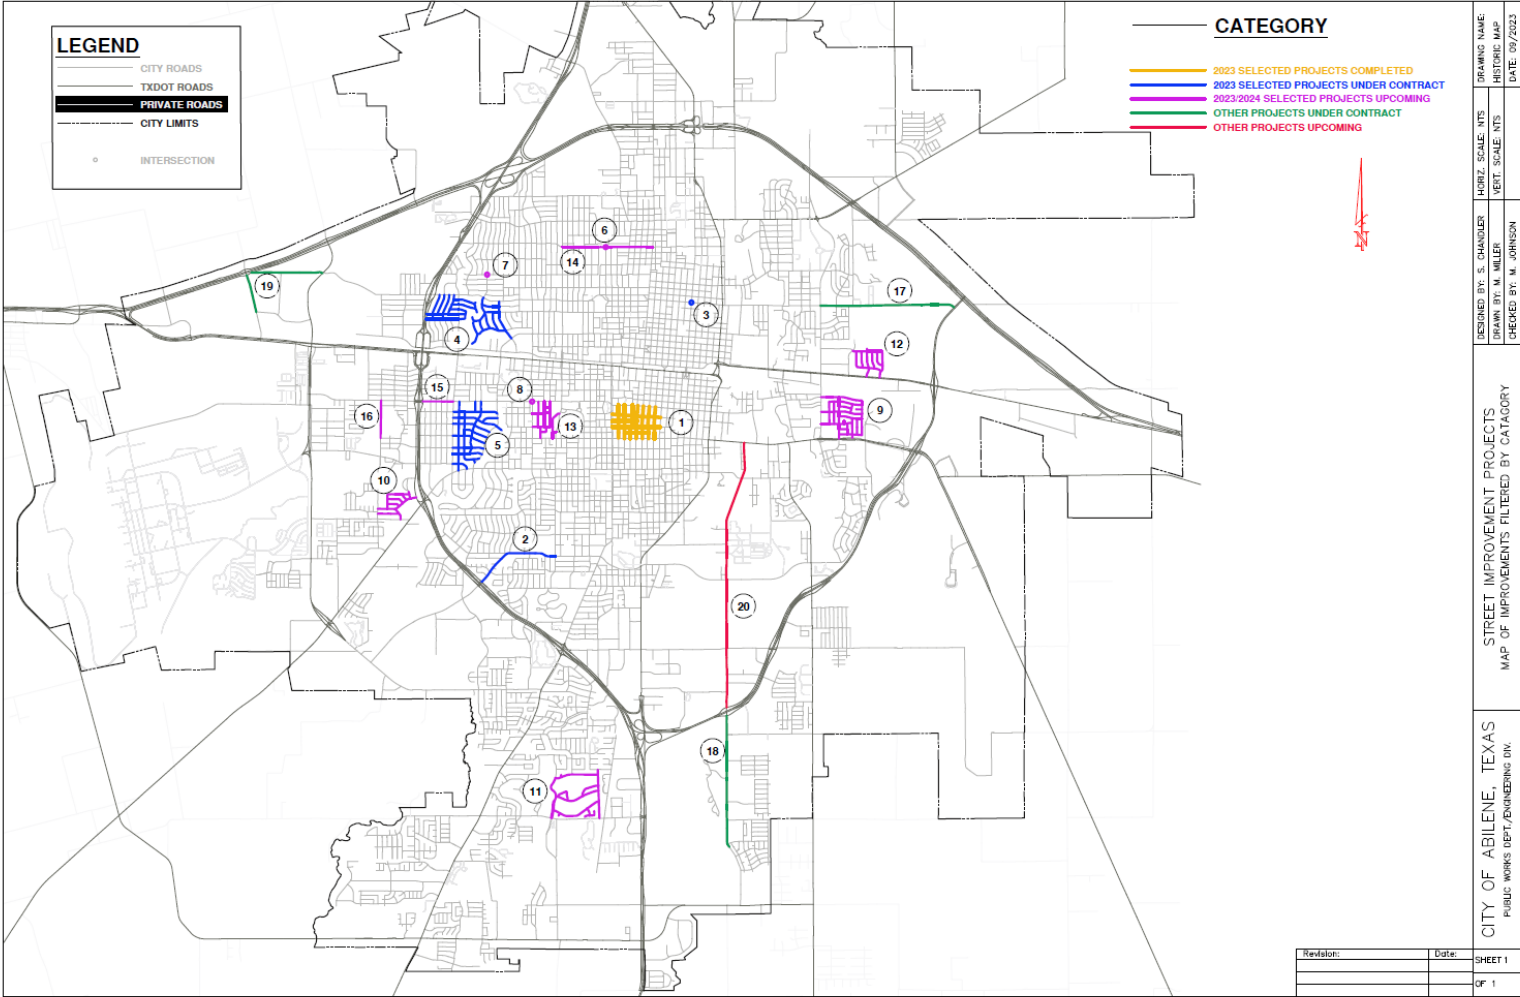 LEGEND
CITY ROADS
TXDOT ROADS
PRIVATE ROADS
CITY LIMITS
INTERSECTION
CATEGORY
2023 SELECTED PROJECTS COMPLETED
2023 SELECTED PROJECTS UNDER CONTRACT
2023/2024 SELECTED PROJECTS UPCOMING
OTHER PROJECTS UNDER CONTRACT
OTHER PROJECTS UPCOMING
N
6
14
7
19
17
3
4
12
15
8
16
13
1
9
5
10
2
20
18
11
DRAWING NAME:
HISTORIC MAP
DATE: 09/2023
HORIZ. SCALE: NTS
VERT. SCALE: NTS
DESIGNED BY: S. CHANDLER
DRAWN BY: M. MILLER
CHECKED BY: M. JOHNSON
STREET IMPROVEMENT PROJECTS
MAP OF IMPROVEMENTS FILTERED BY CATAGORY
CITY OF ABILENE, TEXAS
PUBLIC WORKS DEPT./ENGINEERING DIV.
Revision:
Date:
SHEET 1
OF 1